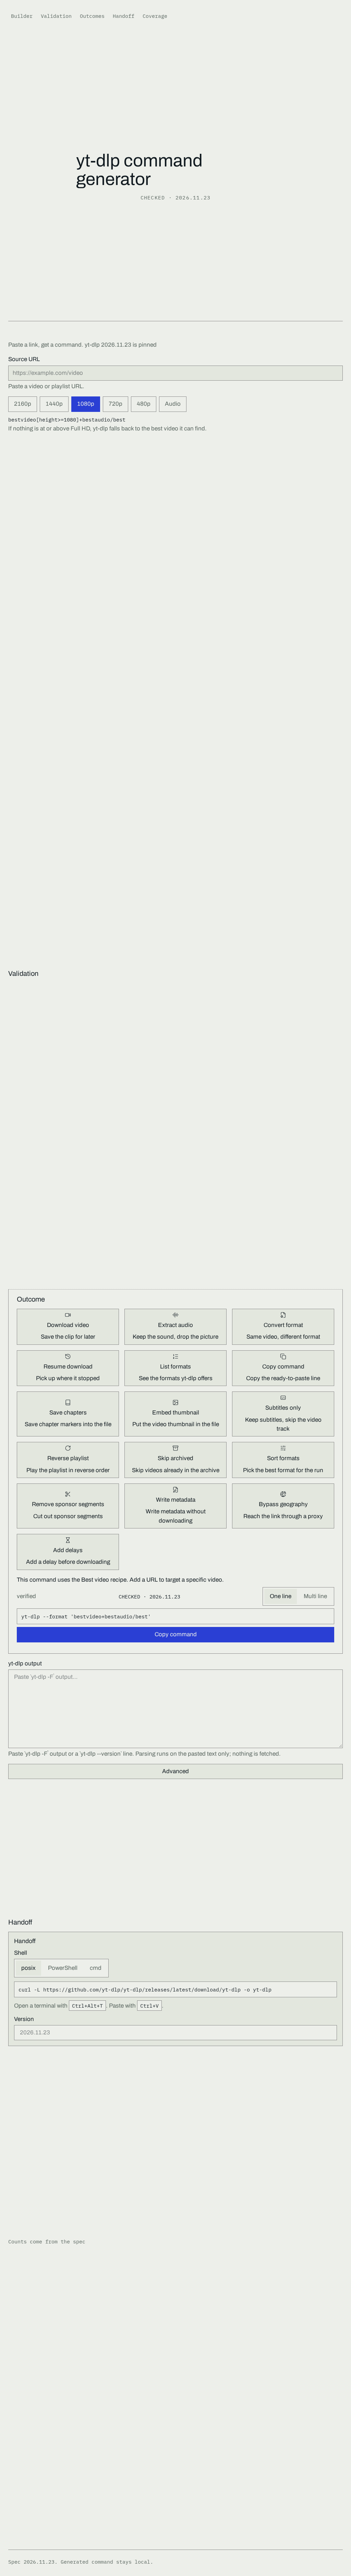 Builder Validation Outcomes Handoff Coverage
yt-dlp command
generator
CHECKED · 2026.11.23
Paste a link, get a command. yt-dlp 2026.11.23 is pinned
Source URL
https://example.com/video
Paste a video or playlist URL.
2160p 1440p 1080p 720p 480p Audio
bestvideo[height>=1080]+bestaudio/best
If nothing is at or above Full HD, yt-dlp falls back to the best video it can find.
Validation
Outcome
Download video
Save the clip for later
Extract audio
Keep the sound, drop the picture
Convert format
Same video, different format
Resume download
Pick up where it stopped
List formats
See the formats yt-dlp offers
Copy command
Copy the ready-to-paste line
Save chapters
Save chapter markers into the file
Embed thumbnail
Put the video thumbnail in the file
Subtitles only
Keep subtitles, skip the video
track
Reverse playlist
Play the playlist in reverse order
Skip archived
Skip videos already in the archive
Sort formats
Pick the best format for the run
Remove sponsor segments
Cut out sponsor segments
Write metadata
Write metadata without
downloading
Bypass geography
Reach the link through a proxy
Add delays
Add a delay before downloading
This command uses the Best video recipe. Add a URL to target a specific video.
verified CHECKED · 2026.11.23 One line Multi line
yt-dlp --format 'bestvideo+bestaudio/best'
Copy command
yt-dlp output
Paste `yt-dlp -F` output...
Paste `yt-dlp -F` output or a `yt-dlp --version` line. Parsing runs on the pasted text only; nothing is fetched.
Advanced
Handoff
Handoff
Shell
posix PowerShell cmd
curl -L https://github.com/yt-dlp/yt-dlp/releases/latest/download/yt-dlp -o yt-dlp
Open a terminal with Ctrl+Alt+T. Paste with Ctrl+V.
Version
2026.11.23
Counts come from the spec
Spec 2026.11.23. Generated command stays local.